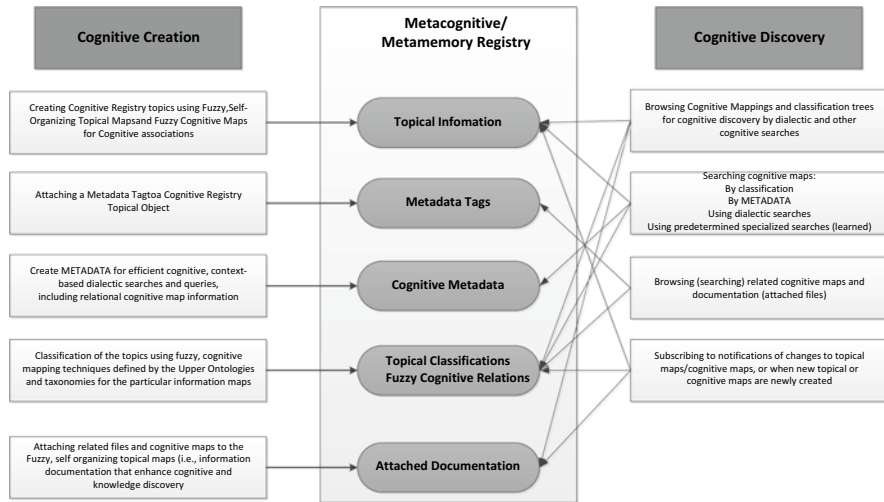 Cognitive Creation
Creating Cognitive Registry topics using Fuzzy,Self-
Organizing Topical Mapsand Fuzzy Cognitive Maps
for Cognitive associations
Attaching a Metadata Tagtoa Cognitive Registry
Topical Object
Create METADATA for efficient cognitive, context-
based dialectic searches and queries,
including relational cognitive map information
Classification of the topics using fuzzy, cognitive
mapping techniques defined by the Upper Ontologies
and taxonomies for the particular information maps
Attaching related files and cognitive maps to the
Fuzzy, self organizing topical maps (i.e., information
documentation that enhance cognitive and
knowledge discovery
Metacognitive/
Metamemory Registry
Topical Infomation
Metadata Tags
Cognitive Metadata
Topical Classifications
Fuzzy Cognitive Relations
Attached Documentation
Cognitive Discovery
Browsing Cognitive Mappings and classification trees
for cognitive discovery by dialectic and other
cognitive searches
Searching cognitive maps:
By classification
By METADATA
Using dialectic searches
Using predetermined specialized searches (learned)
Browsing (searching) related cognitive maps and
documentation (attached files)
Subscribing to notifications of changes to topical
maps/cognitive maps, or when new topical or
cognitive maps are newly created